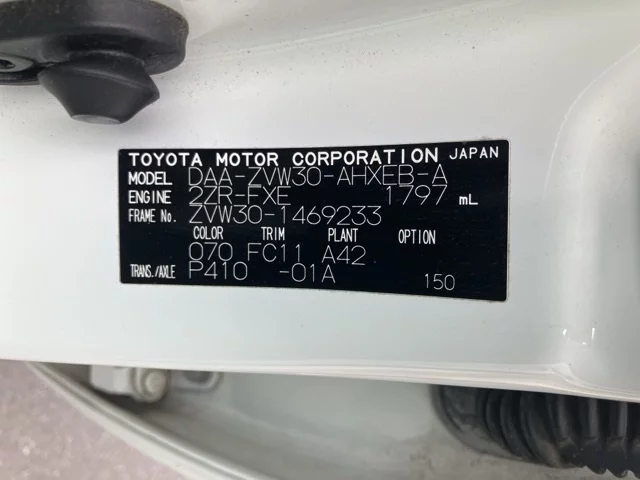 TOYOTA MOTOR CORPORATION JAPAN
MODEL DAA-ZVW30-AHXEB-A
ENGINE 2ZR-FXE 1797 mL
FRAME No. ZVW30-1469233
COLOR TRIM PLANT OPTION
070 FC11 A42
TRANS./AXLE P410 -01A 150